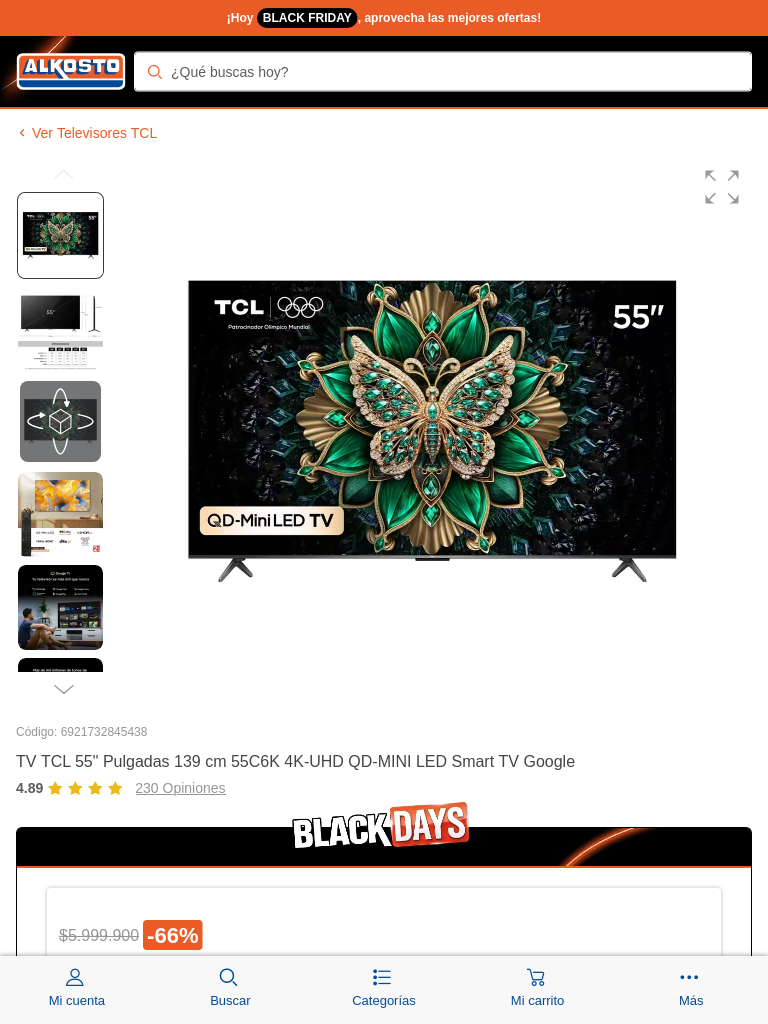 ¡Hoy BLACK FRIDAY, aprovecha las mejores ofertas!
ALKOSTO
¿Qué buscas hoy?
Ver Televisores TCL
TCL
55"
Patrocinador Olímpico Mundial
QD-Mini LED TV
Código: 6921732845438
TV TCL 55" Pulgadas 139 cm 55C6K 4K-UHD QD-MINI LED Smart TV Google
4.89 230 Opiniones
BLACK DAYS
$5.999.900 -66%
Mi cuenta
Buscar
Categorías
Mi carrito
Más